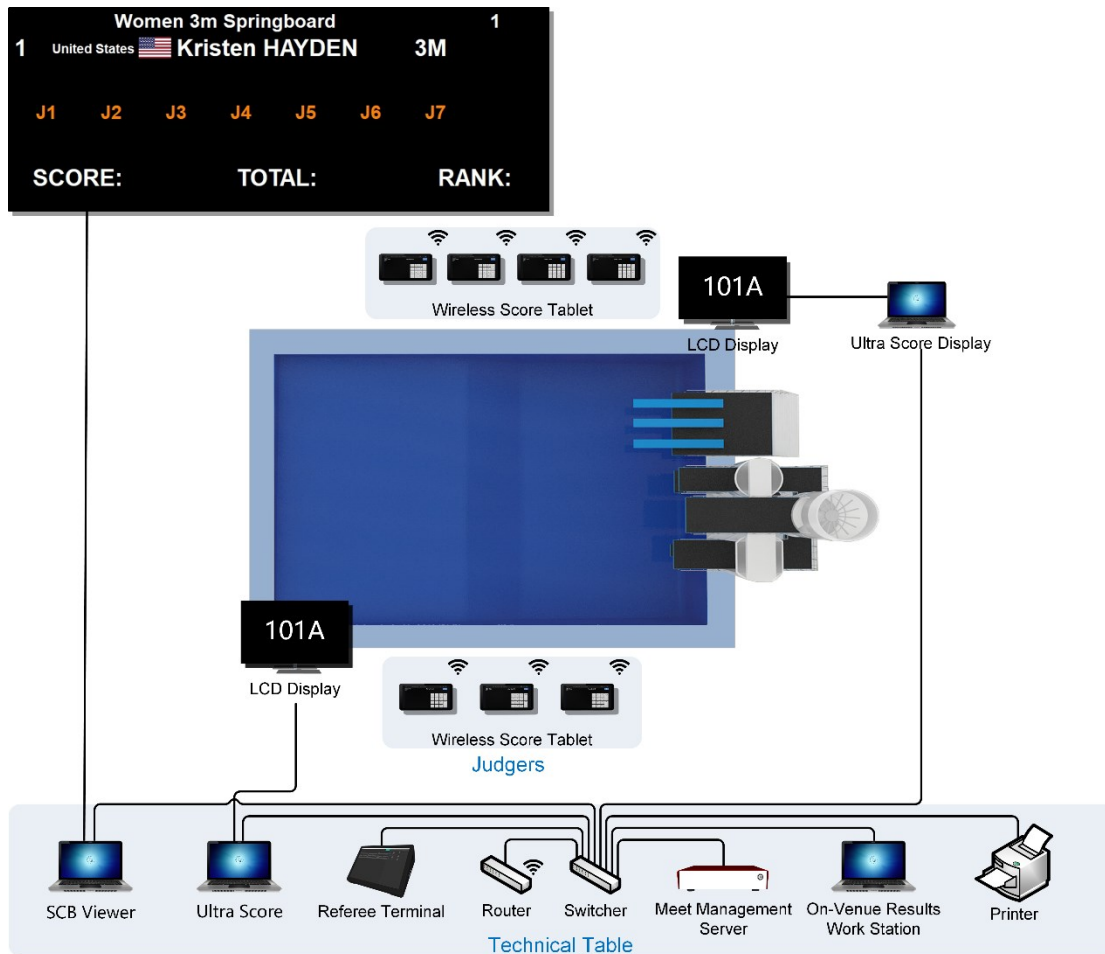 Women 3m Springboard 1
1 United States Kristen HAYDEN 3M
J1 J2 J3 J4 J5 J6 J7
SCORE: TOTAL: RANK:
Wireless Score Tablet
101A
LCD Display
Ultra Score Display
101A
LCD Display
Wireless Score Tablet
Judgers
SCB Viewer
Ultra Score
Referee Terminal
Router
Switcher
Meet Management
Server
On-Venue Results
Work Station
Printer
Technical Table